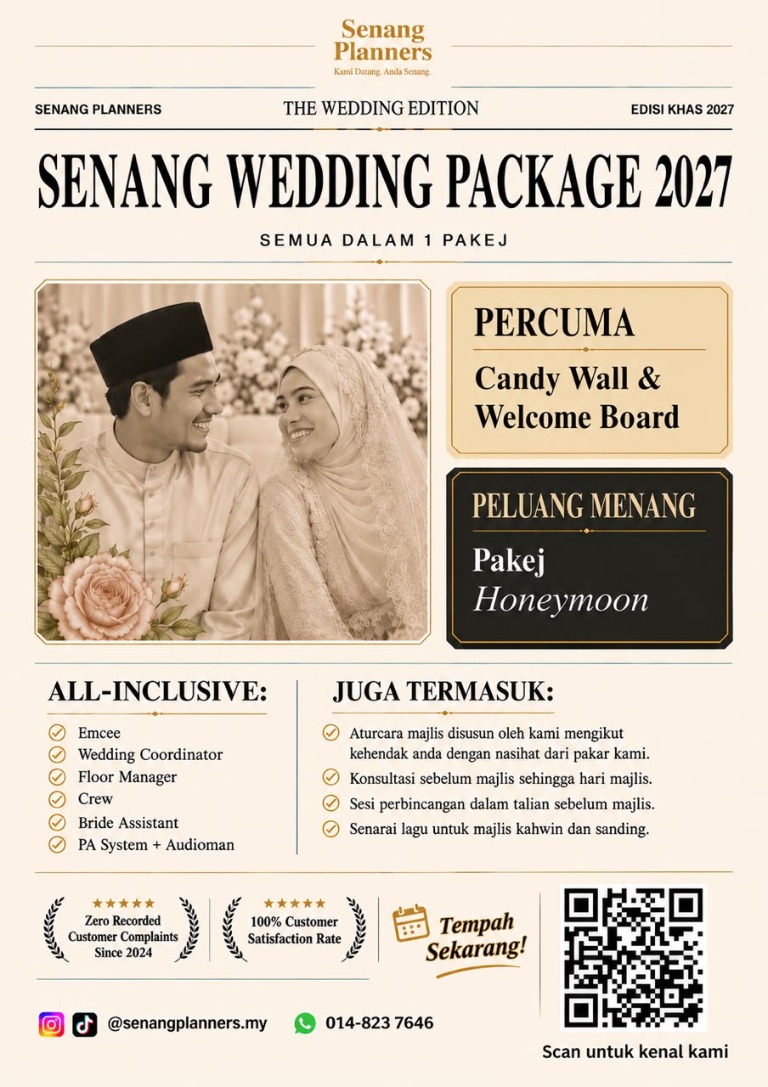 Senang
Planners
Kami Datang. Anda Senang.
SENANG PLANNERS
THE WEDDING EDITION
EDISI KHAS 2027
SENANG WEDDING PACKAGE 2027
SEMUA DALAM 1 PAKEJ
PERCUMA
Candy Wall &
Welcome Board
PELUANG MENANG
Pakej
Honeymoon
ALL-INCLUSIVE:
Emcee
Wedding Coordinator
Floor Manager
Crew
Bride Assistant
PA System + Audioman
JUGA TERMASUK:
Aturcara majlis disusun oleh kami mengikut
kehendak anda dengan nasihat dari pakar kami.
Konsultasi sebelum majlis sehingga hari majlis.
Sesi perbincangan dalam talian sebelum majlis.
Senarai lagu untuk majlis kahwin dan sanding.
Zero Recorded
Customer Complaints
Since 2024
100% Customer
Satisfaction Rate
Tempah
Sekarang!
@senangplanners.my
014-823 7646
Scan untuk kenal kami